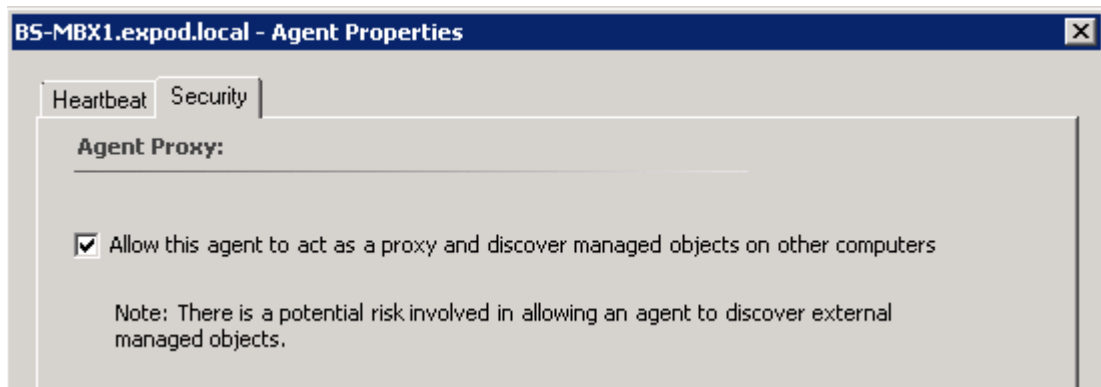 BS-MBX1.expod.local - Agent Properties
Heartbeat Security
Agent Proxy:
Allow this agent to act as a proxy and discover managed objects on other computers
Note: There is a potential risk involved in allowing an agent to discover external
managed objects.